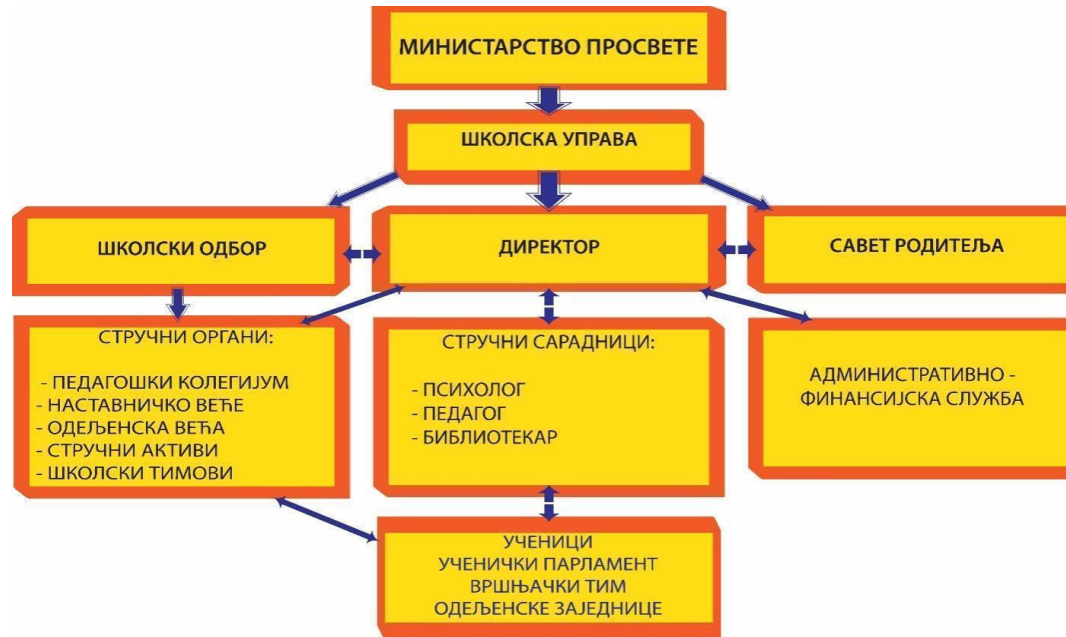 МИНИСТАРСТВО ПРОСВЕТЕ
ШКОЛСКА УПРАВА
ШКОЛСКИ ОДБОР
ДИРЕКТОР
САВЕТ РОДИТЕЉА
СТРУЧНИ ОРГАНИ:
- ПЕДАГОШКИ КОЛЕГИЈУМ
- НАСТАВНИЧКО ВЕЋЕ
- ОДЕЉЕНСКА ВЕЋА
- СТРУЧНИ АКТИВИ
- ШКОЛСКИ ТИМОВИ
СТРУЧНИ САРАДНИЦИ:
- ПСИХОЛОГ
- ПЕДАГОГ
- БИБЛИОТЕКАР
АДМИНИСТРАТИВНО -
ФИНАНСИЈСКА СЛУЖБА
УЧЕНИЦИ
УЧЕНИЧКИ ПАРЛАМЕНТ
ВРШЊАЧКИ ТИМ
ОДЕЉЕНСКЕ ЗАЈЕДНИЦЕ